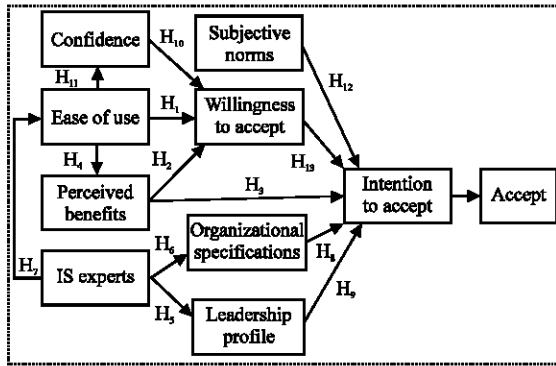 Confidence
H₁₀
Subjective
norms
H₁₁
H₁₂
Ease of use
H₁
Willingness
to accept
H₄
H₂
H₁₃
Perceived
benefits
H₃
Intention
to accept
Accept
H₇
IS experts
H₆
Organizational
specifications
H₈
H₅
Leadership
profile
H₉